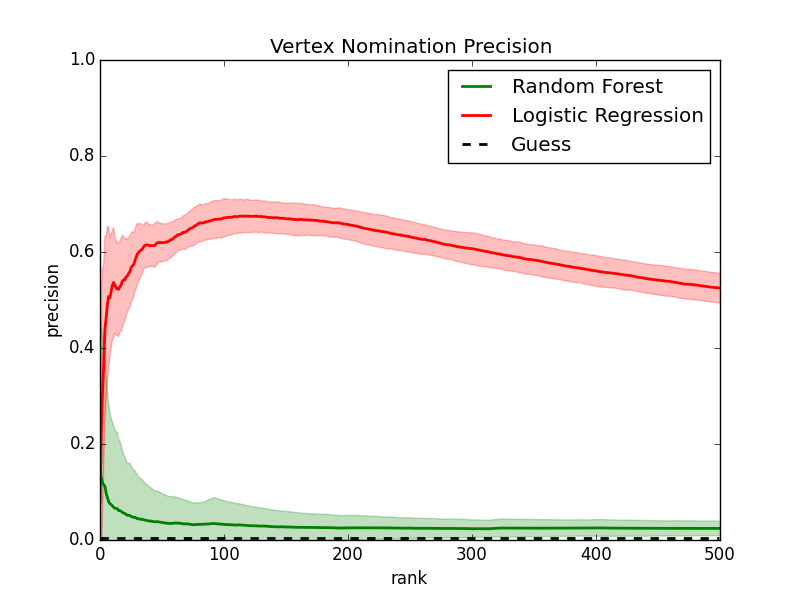 Vertex Nomination Precision
1.0
0.8
0.6
0.4
0.2
0.0
precision
Random Forest
Logistic Regression
Guess
0 100 200 300 400 500
rank